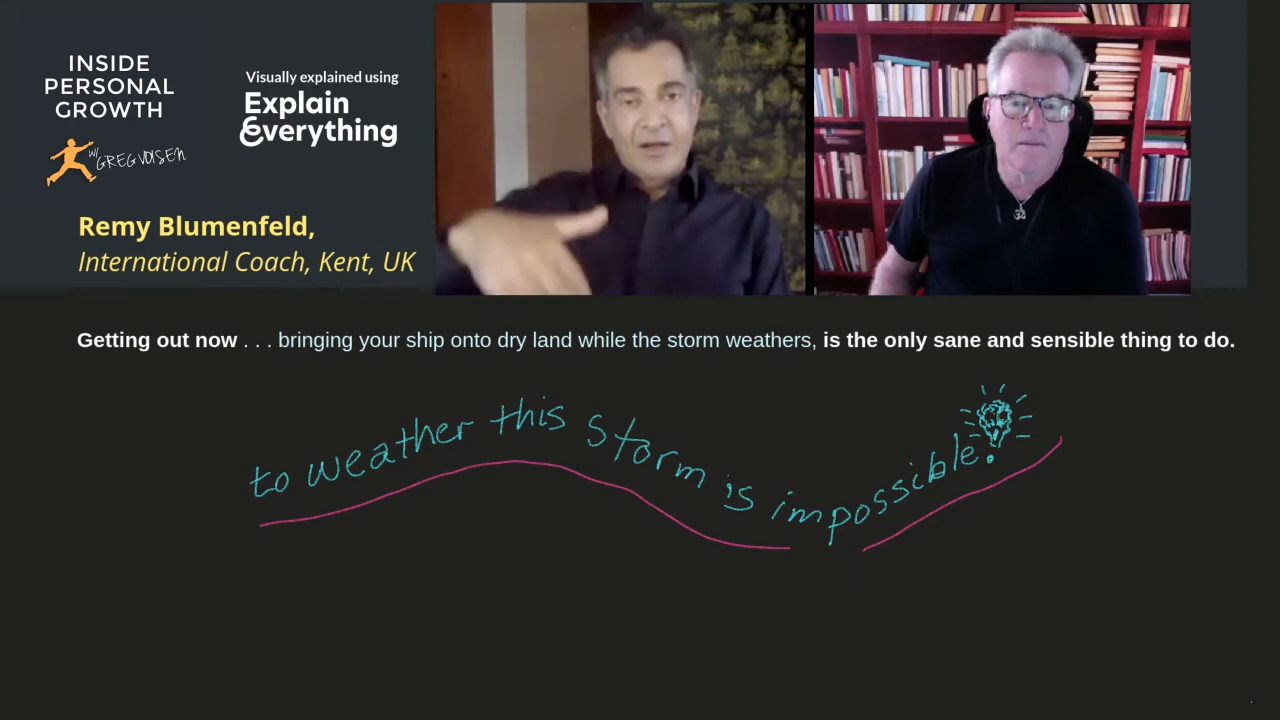 INSIDE
PERSONAL
GROWTH
W/ GREG VOISEN
Visually explained using
Explain
Everything
Remy Blumenfeld,
International Coach, Kent, UK
Getting out now . . . bringing your ship onto dry land while the storm weathers, is the only sane and sensible thing to do.
to weather this storm is impossible.